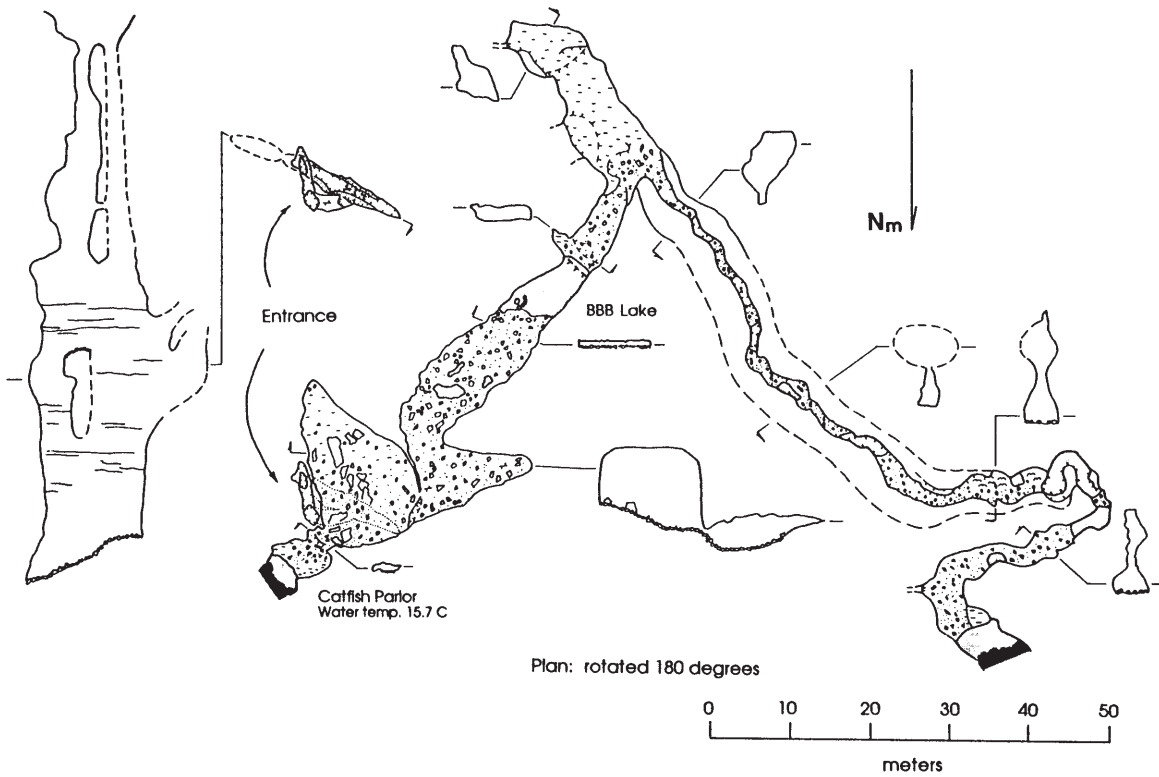 Nm
Entrance
BBB Lake
Catfish Parlor
Water temp. 15.7 C
Plan: rotated 180 degrees
0 10 20 30 40 50
meters